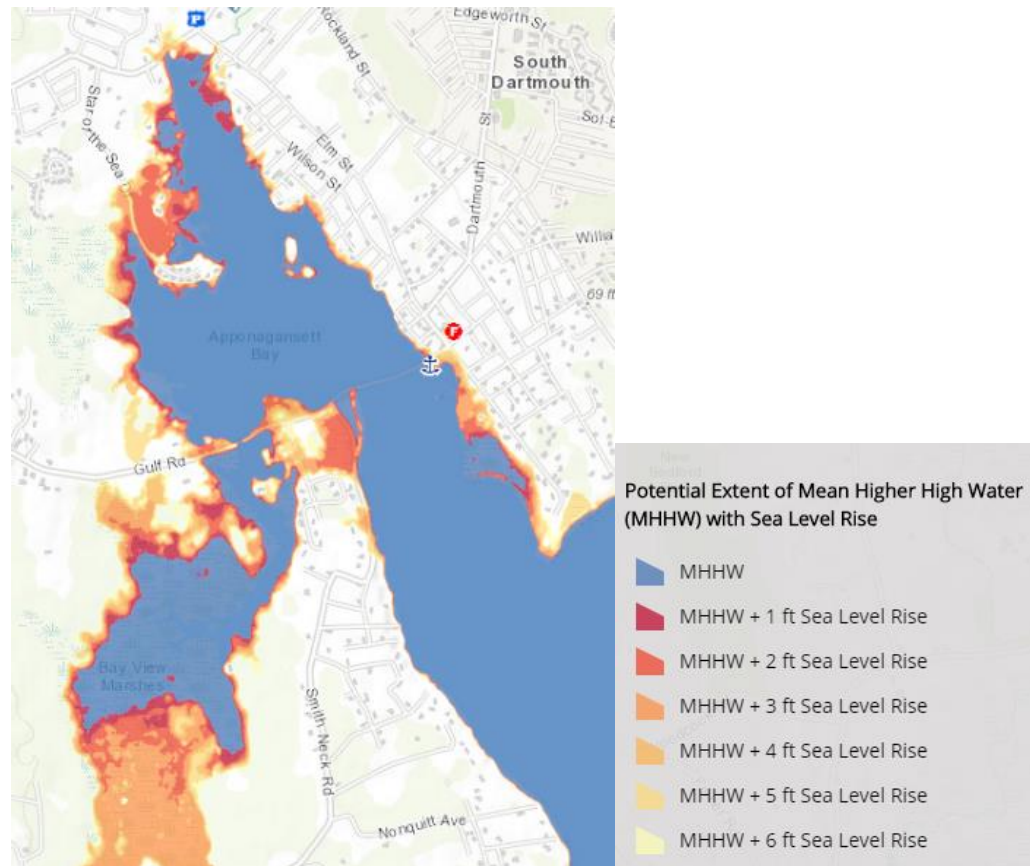 P
Edgeworth St
Rockland St
South
Dartmouth
Star of the Sea
St
Elm St
Wilson St
Dartmouth
69 ft
F
Apponagansett
Bay
Gulf Rd
Bay View
Marshes
Smith Neck Rd
Nonquitt Ave
New
Bedford
Potential Extent of Mean Higher High Water
(MHHW) with Sea Level Rise
MHHW
MHHW + 1 ft Sea Level Rise
MHHW + 2 ft Sea Level Rise
MHHW + 3 ft Sea Level Rise
MHHW + 4 ft Sea Level Rise
MHHW + 5 ft Sea Level Rise
MHHW + 6 ft Sea Level Rise